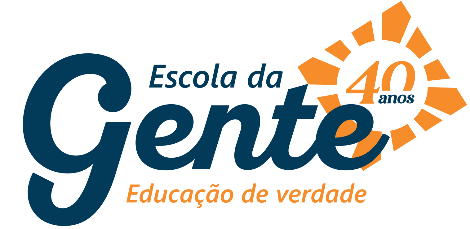 Escola da
40
anos
Gente
Educação de verdade